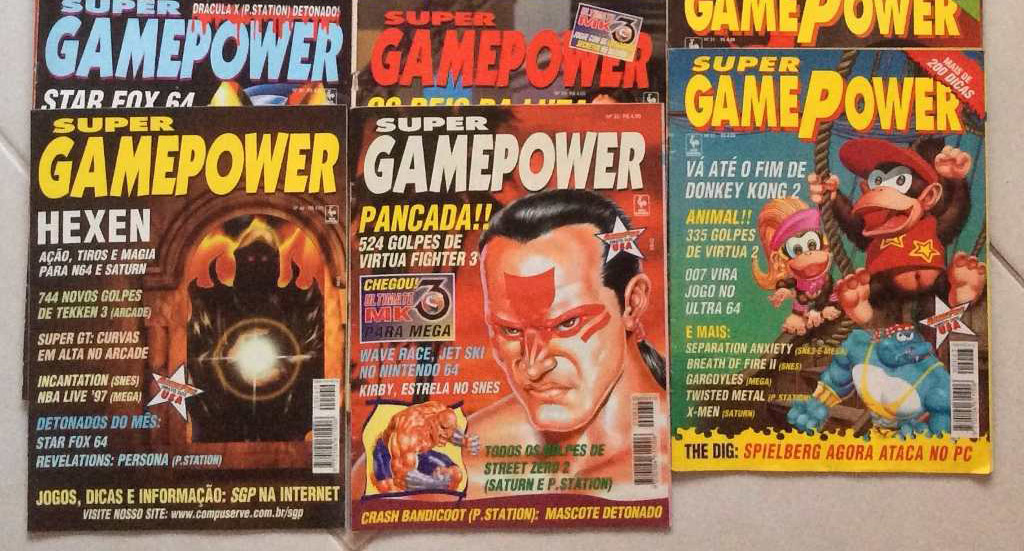 SUPER
DRACULA X (P.STATION) DETONADO
GAMEPOWER
STAR FOX 64
SUPER
ULTIMATE
MK3
GAMEPOWER
GAMEPOWER
SUPER
GAMEPOWER
HEXEN
AÇÃO, TIROS E MAGIA
PARA N64 E SATURN
744 NOVOS GOLPES
DE TEKKEN 3 (ARCADE)
SUPER GT: CURVAS
EM ALTA NO ARCADE
INCANTATION (SNES)
NBA LIVE '97 (MEGA)
USA
DETONADOS DO MÊS:
STAR FOX 64
REVELATIONS: PERSONA (P.STATION)
JOGOS, DICAS E INFORMAÇÃO: SGP NA INTERNET
VISITE NOSSO SITE: www.compuserve.com.br/sgp
SUPER
GAMEPOWER
PANCADA!!
524 GOLPES DE
VIRTUA FIGHTER 3
USA
CHEGOU!
ULTIMATE
MK3
PARA MEGA
WAVE RACE, JET SKI
NO NINTENDO 64
KIRBY, ESTRELA NO SNES
TODOS OS GOLPES DE
STREET ZERO 2
(SATURN E P.STATION)
CRASH BANDICOOT (P.STATION): MASCOTE DETONADO
SUPER
GAMEPOWER
MAIS DE
200 DICAS
VÁ ATÉ O FIM DE
DONKEY KONG 2
ANIMAL!!
335 GOLPES
DE VIRTUA 2
007 VIRA
JOGO NO
ULTRA 64
USA
E MAIS:
SEPARATION ANXIETY (SNES E MEGA)
BREATH OF FIRE II (SNES)
GARGOYLES (MEGA)
TWISTED METAL (P.STATION)
X-MEN (SATURN)
THE DIG: SPIELBERG AGORA ATACA NO PC